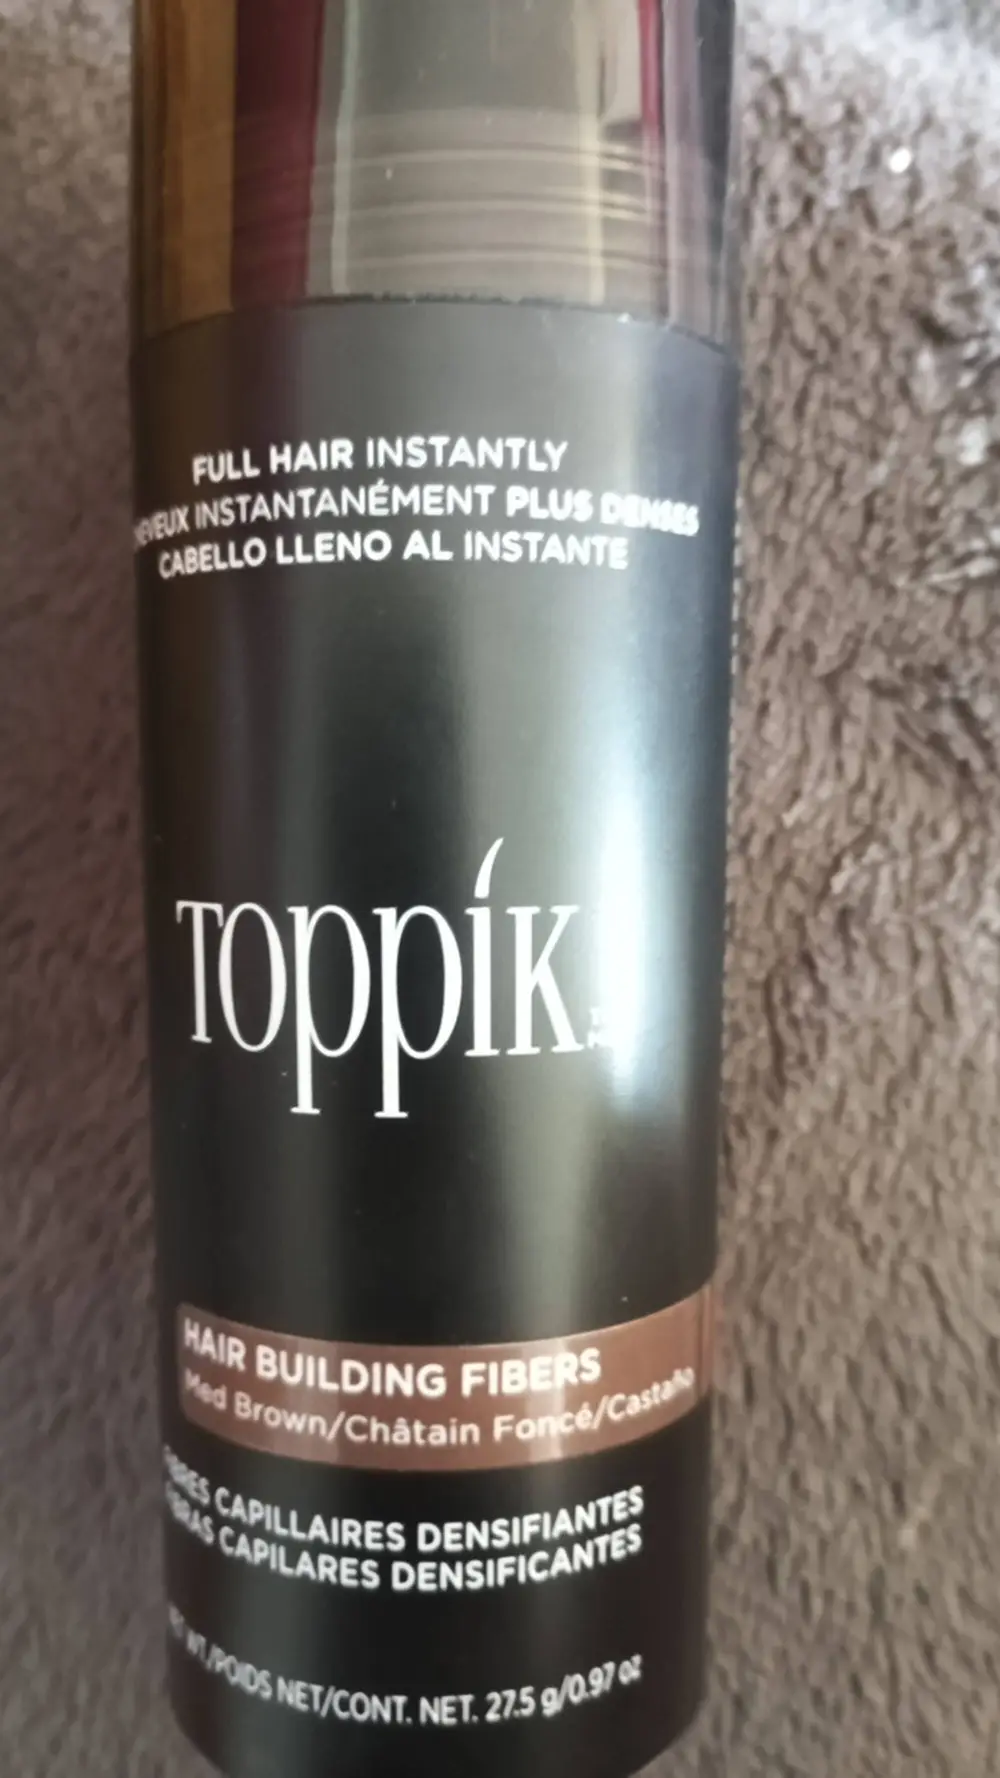 FULL HAIR INSTANTLY
INSTANTANÉMENT PLUS DENSES
CABELLO LLENO AL INSTANTE
Toppik
HAIR BUILDING FIBERS
Med Brown/Châtain Foncé/Castaño
CAPILLAIRES DENSIFIANTES
CAPILARES DENSIFICANTES
WT/POIDS NET/CONT. NET. 27.5 g/0.97 oz